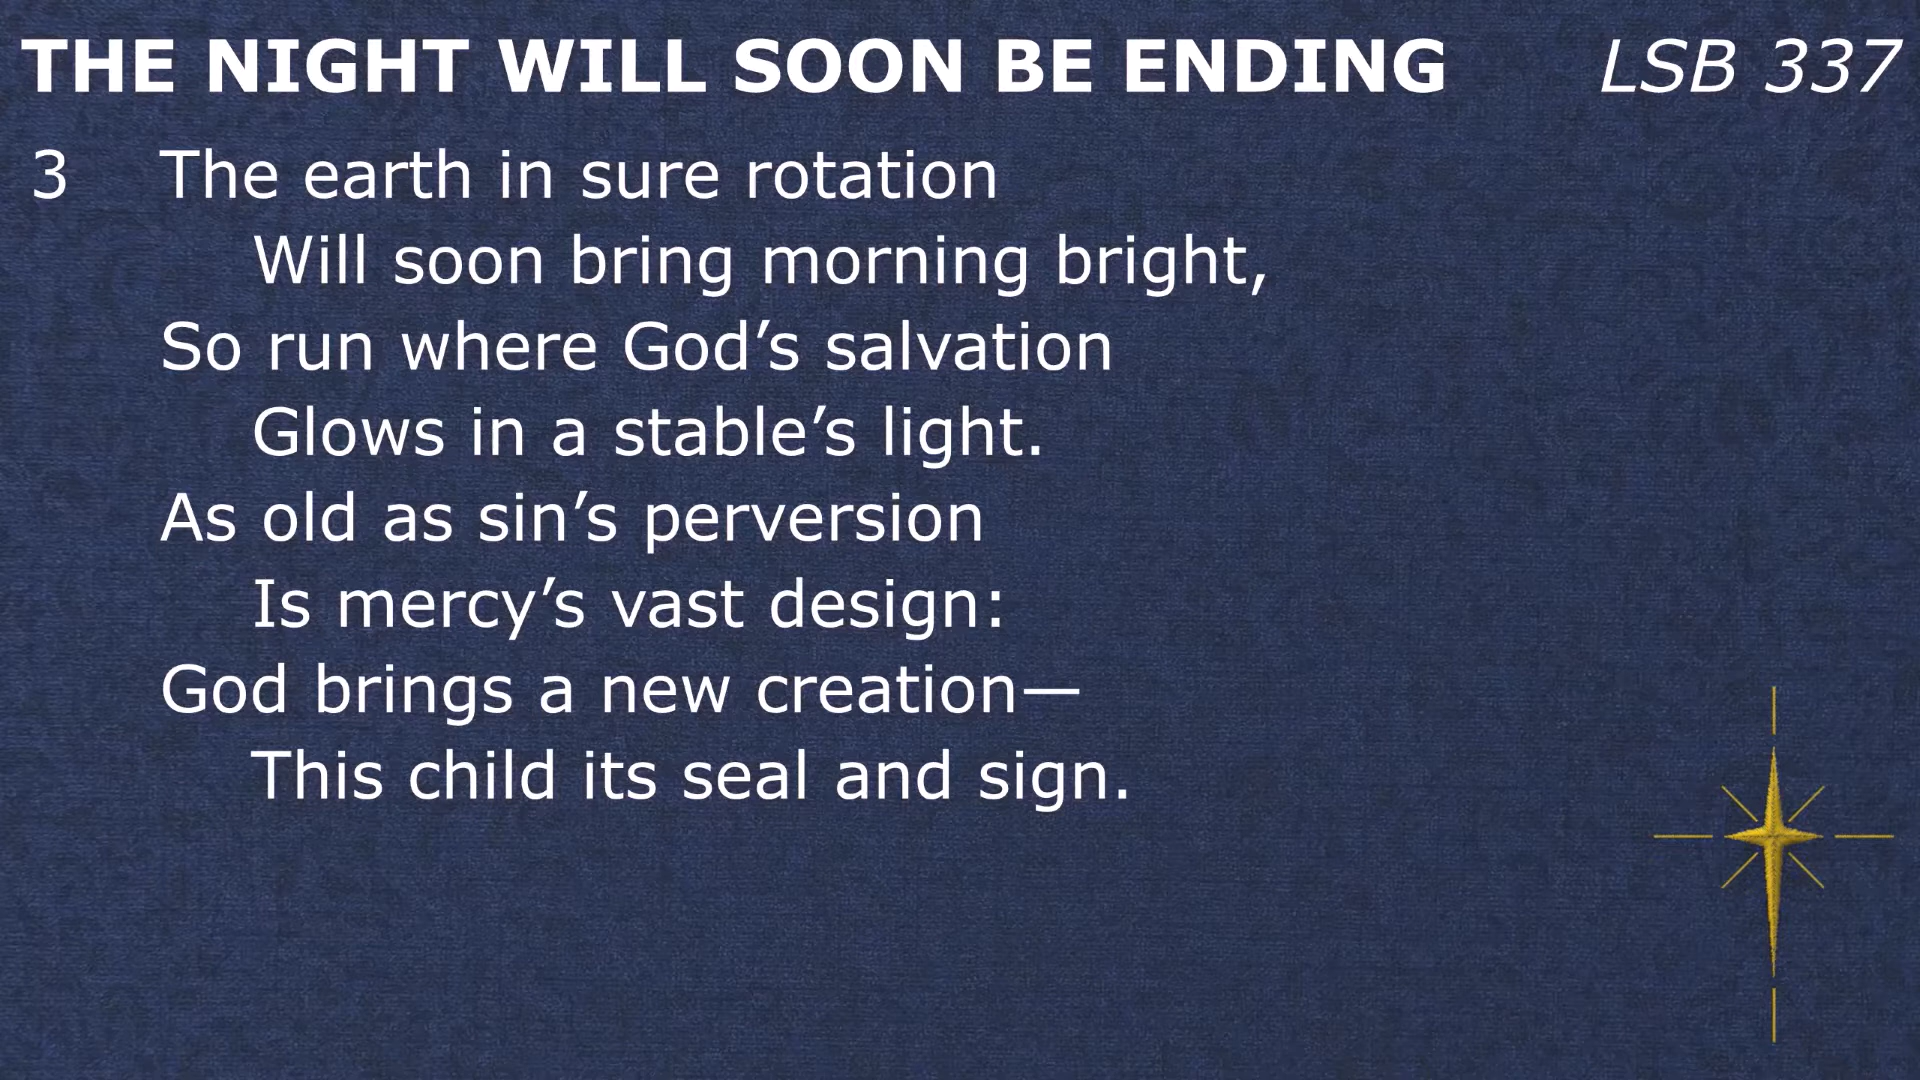 THE NIGHT WILL SOON BE ENDING LSB 337
3 The earth in sure rotation
Will soon bring morning bright,
So run where God’s salvation
Glows in a stable’s light.
As old as sin’s perversion
Is mercy’s vast design:
God brings a new creation—
This child its seal and sign.